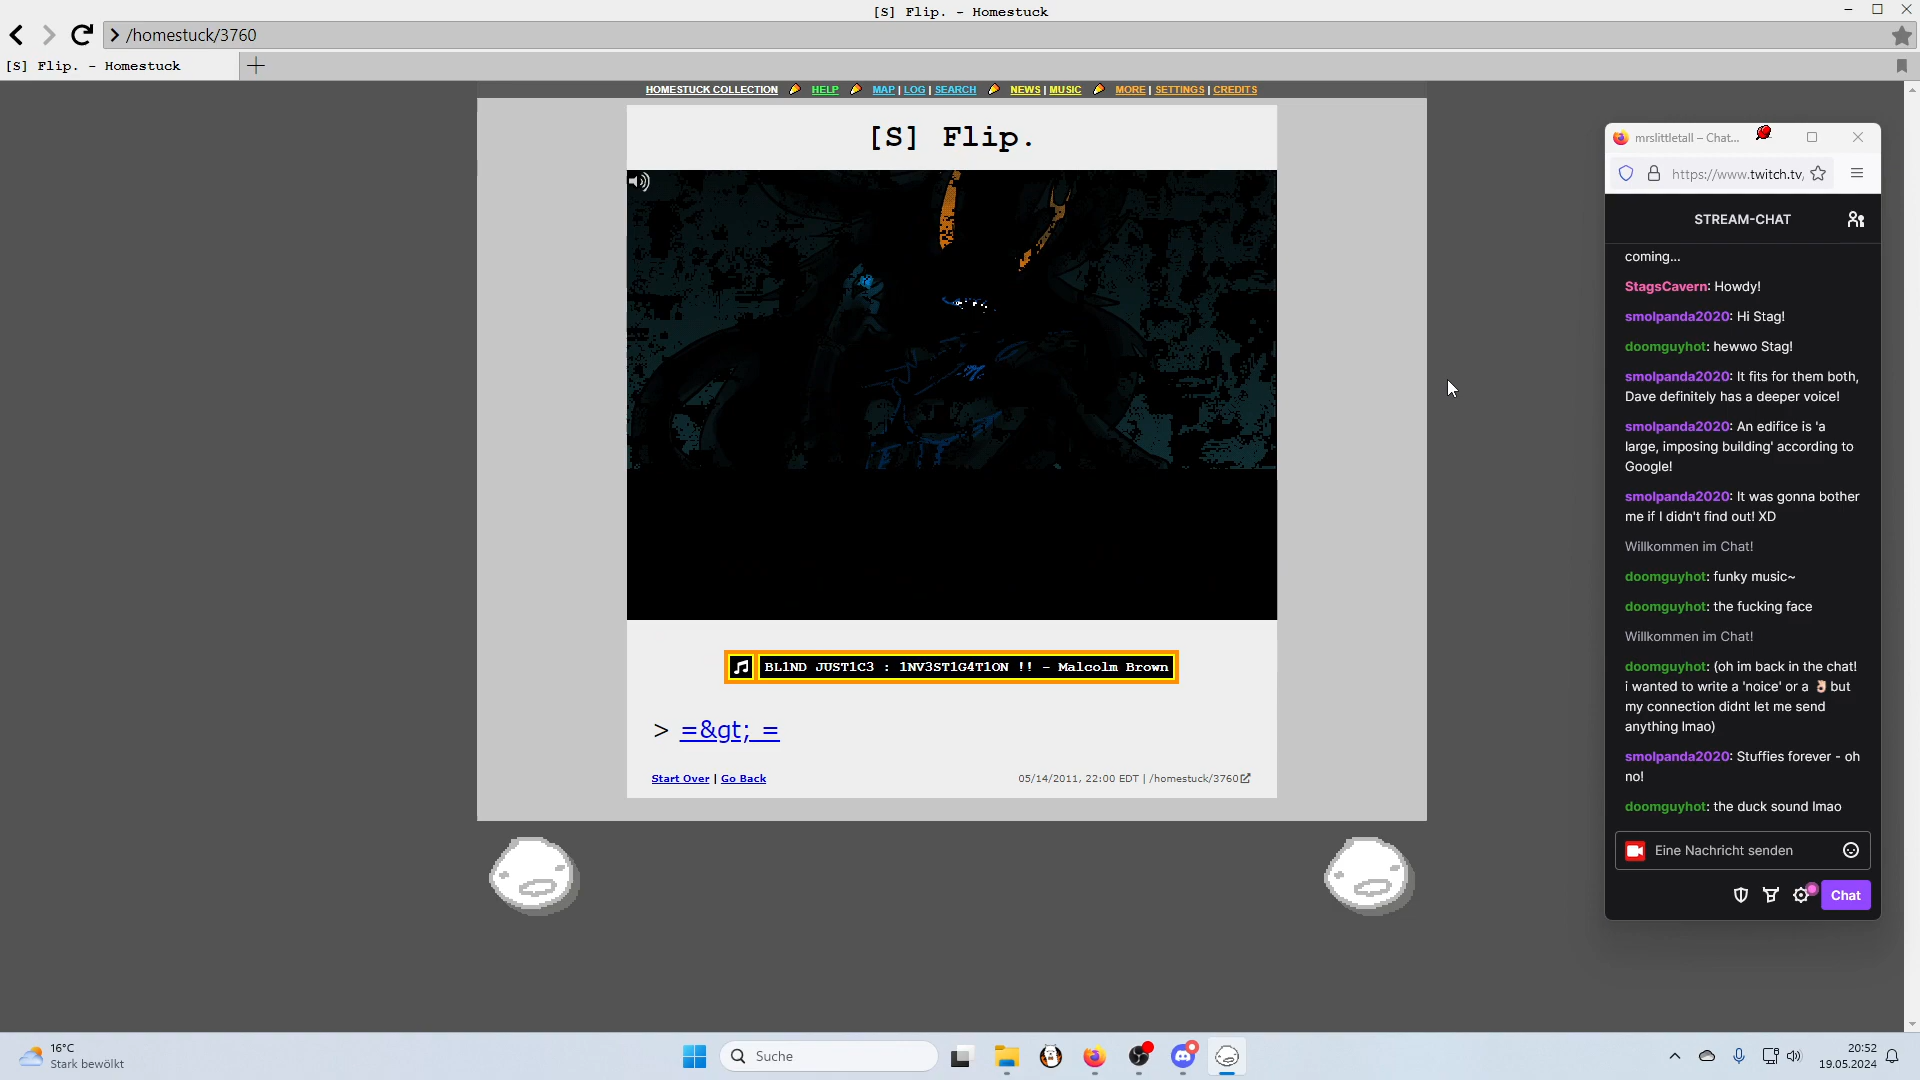 [S] Flip. - Homestuck
/homestuck/3760
[S] Flip. - Homestuck
HOMESTUCK COLLECTION HELP MAP | LOG | SEARCH NEWS | MUSIC MORE | SETTINGS | CREDITS
[S] Flip.
BL1ND JUST1C3 : 1NV3ST1G4T1ON !! - Malcolm Brown
> =&gt; =
Start Over | Go Back
05/14/2011, 22:00 EDT | /homestuck/3760
mrslittletall – Chat...
https://www.twitch.tv/
STREAM-CHAT
coming...
StagsCavern: Howdy!
smolpanda2020: Hi Stag!
doomguyhot: hewwo Stag!
smolpanda2020: It fits for them both,
Dave definitely has a deeper voice!
smolpanda2020: An edifice is 'a
large, imposing building' according to
Google!
smolpanda2020: It was gonna bother
me if I didn't find out! XD
Willkommen im Chat!
doomguyhot: funky music~
doomguyhot: the fucking face
Willkommen im Chat!
doomguyhot: (oh im back in the chat!
i wanted to write a 'noice' or a 👌🏻 but
my connection didnt let me send
anything lmao)
smolpanda2020: Stuffies forever - oh
no!
doomguyhot: the duck sound lmao
Eine Nachricht senden
Chat
16°C
Stark bewölkt
Suche
20:52
19.05.2024